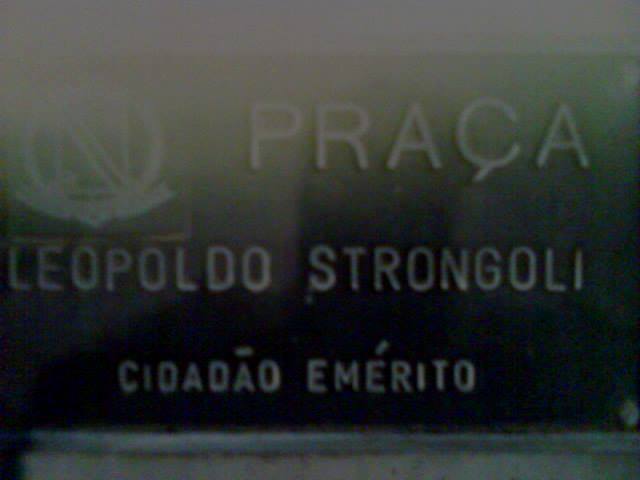 PRAÇA
LEOPOLDO STRONGOLI
CIDADÃO EMÉRITO